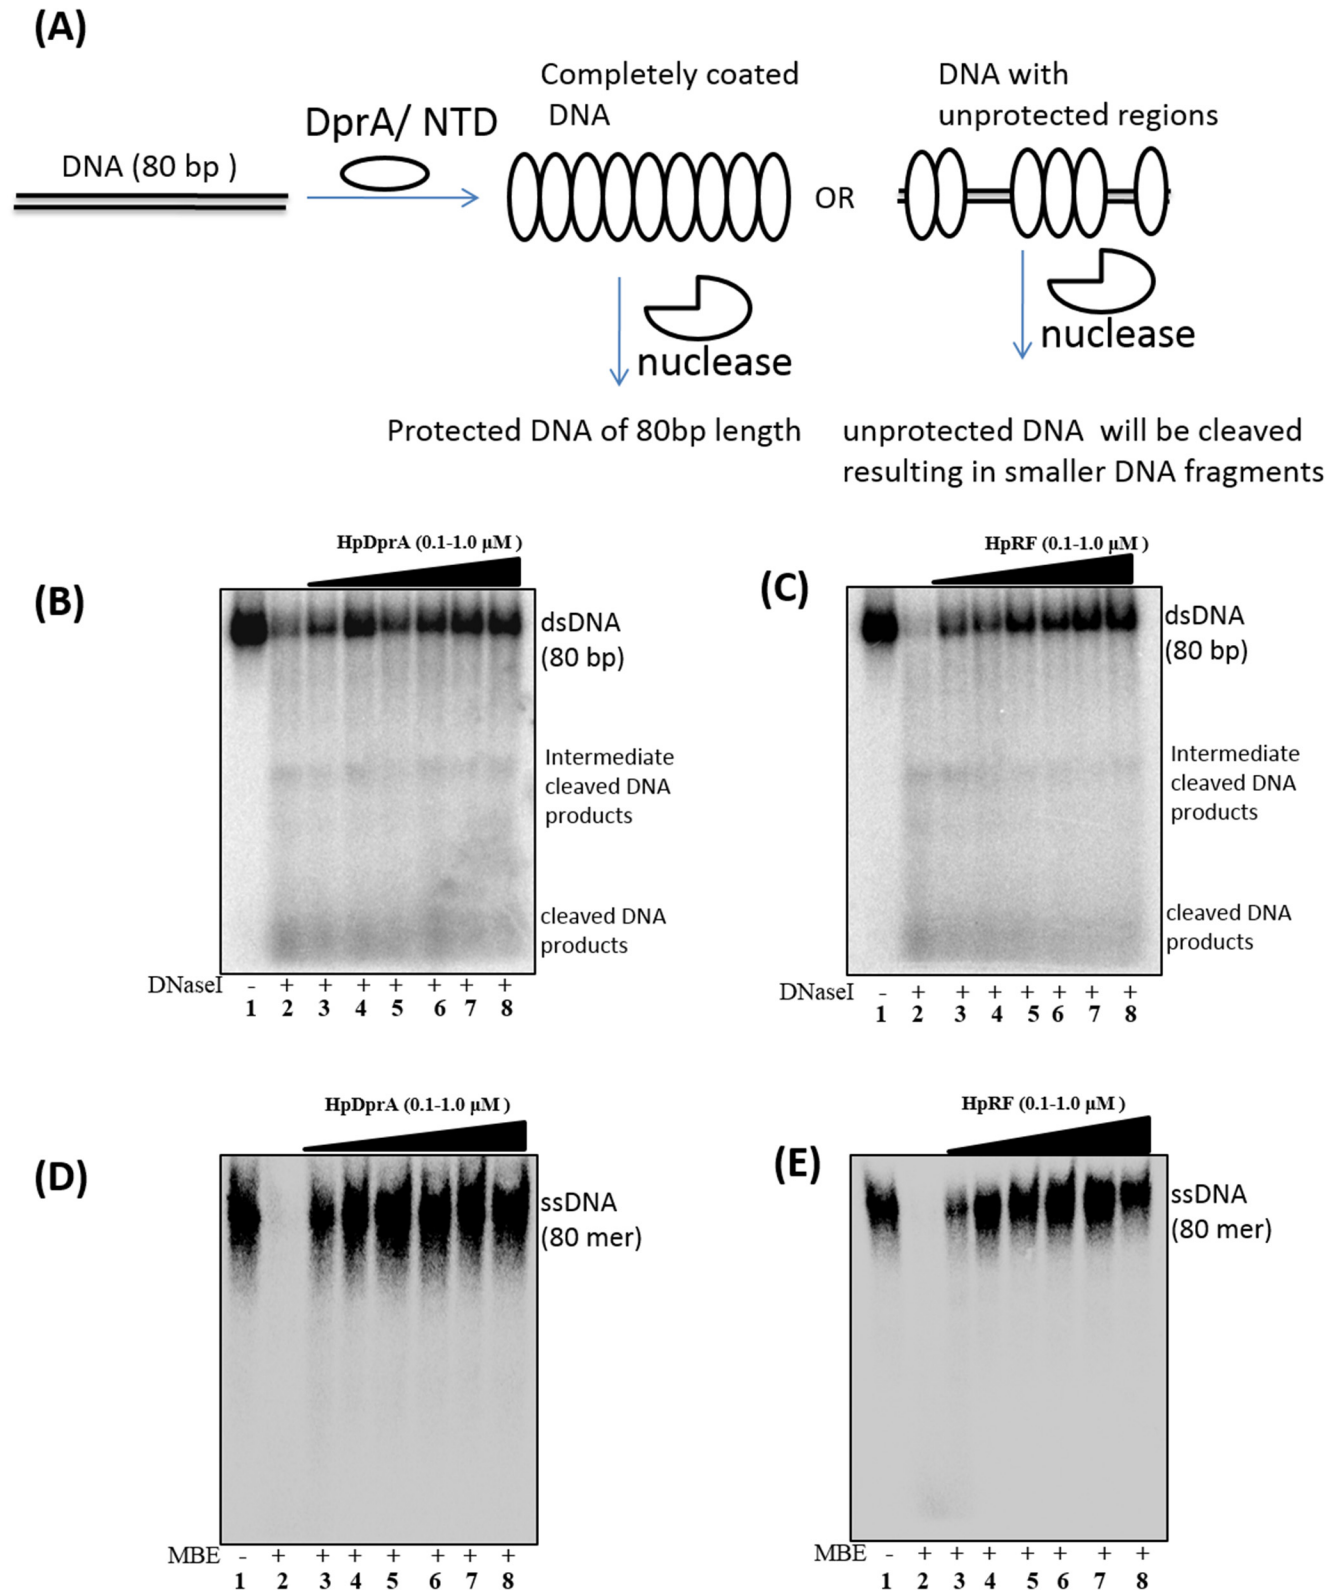 (A)
Completely coated
DNA
DNA with
unprotected regions
DprA/ NTD
DNA (80 bp )
OR
nuclease
nuclease
Protected DNA of 80bp length
unprotected DNA will be cleaved
resulting in smaller DNA fragments
(B)
HpDprA (0.1-1.0 µM )
dsDNA
(80 bp)
Intermediate
cleaved DNA
products
cleaved DNA
products
DNaseI - + + + + + + +
1 2 3 4 5 6 7 8
(C)
HpRF (0.1-1.0 µM )
dsDNA
(80 bp)
Intermediate
cleaved DNA
products
cleaved DNA
products
DNaseI - + + + + + + +
1 2 3 4 5 6 7 8
(D)
HpDprA (0.1-1.0 µM )
ssDNA
(80 mer)
MBE - + + + + + + +
1 2 3 4 5 6 7 8
(E)
HpRF (0.1-1.0 µM )
ssDNA
(80 mer)
MBE - + + + + + + +
1 2 3 4 5 6 7 8